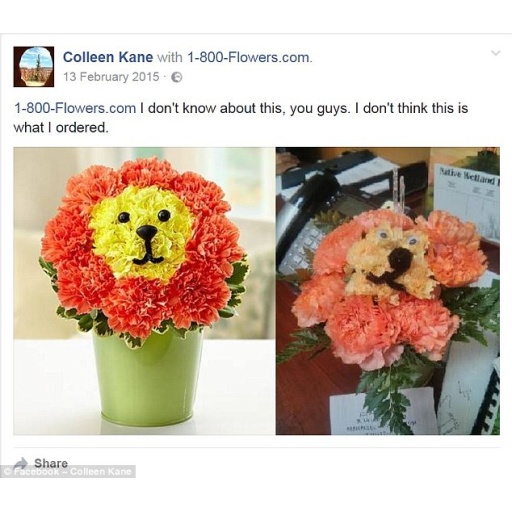 Colleen Kane with 1-800-Flowers.com.
13 February 2015 ·
1-800-Flowers.com I don't know about this, you guys. I don't think this is
what I ordered.
Native Wetland
Share
© Facebook – Colleen Kane